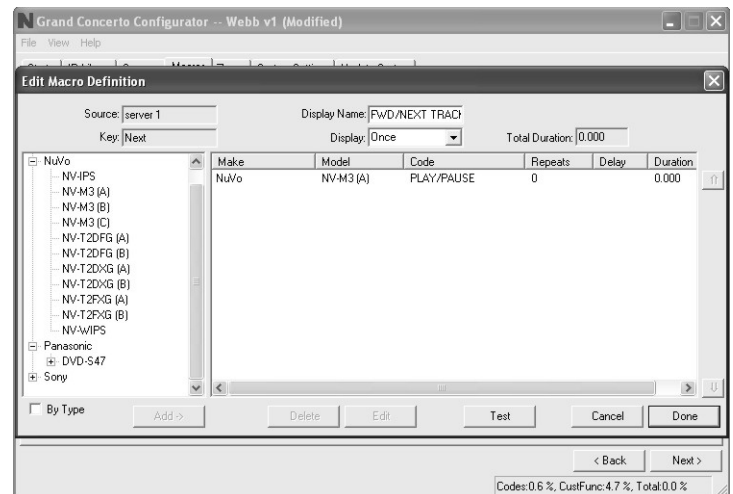 N Grand Concerto Configurator -- Webb v1 (Modified)
File View Help
Edit Macro Definition
Source: server 1 Display Name: FWD/NEXT TRACK
Key: Next Display: Once Total Duration: 0.000
NuVo
NV-IPS
NV-M3 (A)
NV-M3 (B)
NV-M3 (C)
NV-T2DFG (A)
NV-T2DFG (B)
NV-T2DXG (A)
NV-T2DXG (B)
NV-T2FXG (A)
NV-T2FXG (B)
NV-WIPS
Panasonic
DVD-S47
Sony
Make Model Code Repeats Delay Duration
NuVo NV-M3 (A) PLAY/PAUSE 0 0.000
By Type Add -> Delete Edit Test Cancel Done
< Back Next >
Codes:0.6 %, CustFunc:4.7 %, Total:0.0 %